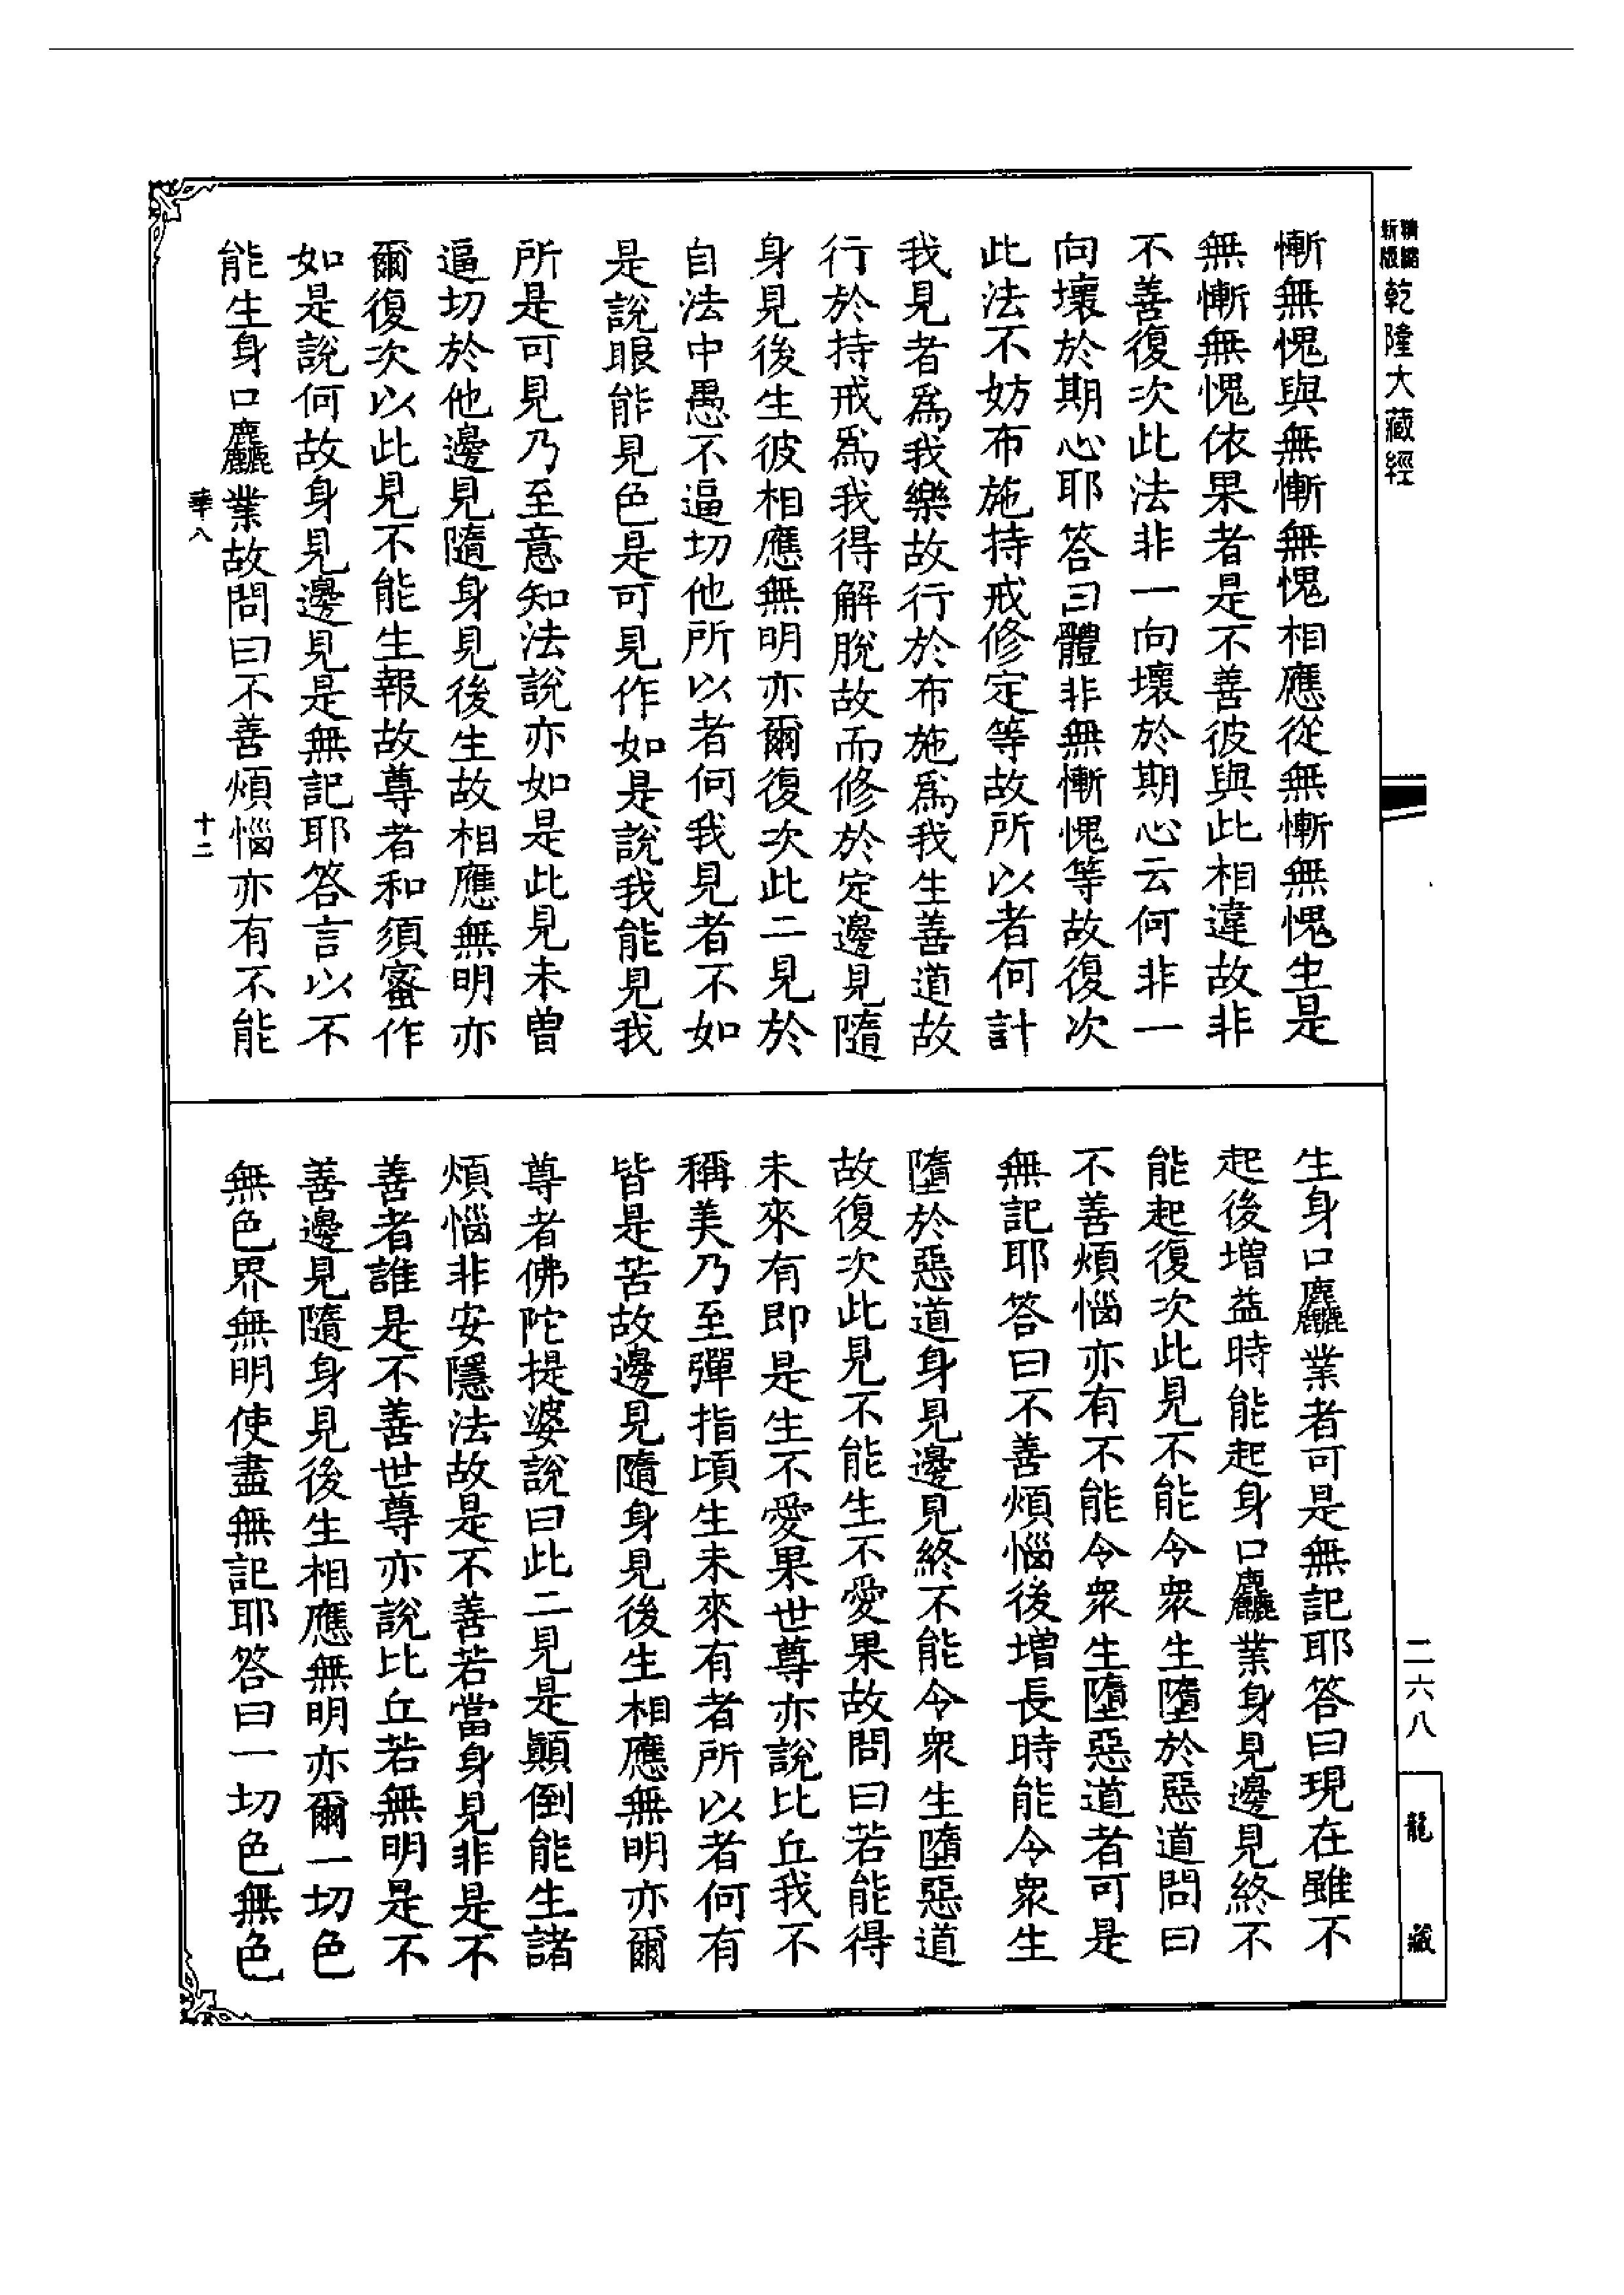 精縮
新版
乾隆大藏經
慚無愧與無慚無愧相應從無慚無愧生是
無慚無愧依果者是不善彼與此相違故非
不善復次此法非一向壞於期心云何非一
向壞於期心耶答曰體非無慚愧等故復次
此法不妨布施持戒修定等故所以者何計
我見者為我樂故行於布施為我生善道故
行於持戒為我得解脫故而修於定邊見隨
身見後生彼相應無明亦爾復次此二見於
自法中愚不逼切他所以者何我見者不如
是說眼能見色是可見作如是說我能見我
所是可見乃至意知法說亦如是此見未曾
逼切於他邊見隨身見後生故相應無明亦
爾復次以此見不能生報故尊者和須蜜作
如是說何故身見邊見是無記耶答言以不
能生身口麤業故問曰不善煩惱亦有不能
華八
十二
生身口麤業者可是無記耶答曰現在雖不
起後增益時能起身口麤業身見邊見終不
能起復次此見不能令眾生墮於惡道問曰
不善煩惱亦有不能令眾生墮惡道者可是
無記耶答曰不善煩惱後增長時能令眾生
墮於惡道身見邊見終不能令眾生墮惡道
故復次此見不能生不愛果故問曰若能得
未來有即是生不愛果世尊亦說比丘我不
稱美乃至彈指頃生未來有者所以者何有
皆是苦故邊見隨身見後生相應無明亦爾
尊者佛陀提婆說曰此二見是顛倒能生諸
煩惱非安隱法故是不善若當身見非是不
善者誰是不善世尊亦說比丘若無明是不
善邊見隨身見後生相應無明亦爾一切色
無色界無明使盡無記耶答曰一切色無色
二六八
龍藏